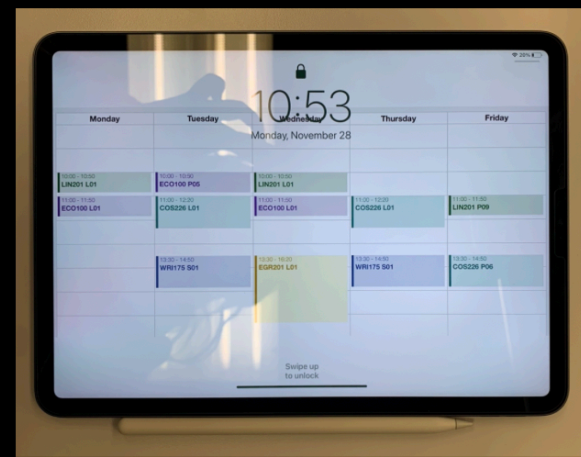 28%
10:53
Monday, November 28
Monday
Tuesday
Wednesday
Thursday
Friday
10:00 - 10:50
LIN201 L01
10:00 - 10:50
ECO100 P05
10:00 - 10:50
LIN201 L01
11:00 - 11:50
ECO100 L01
11:00 - 12:20
COS226 L01
11:00 - 11:50
ECO100 L01
11:00 - 12:20
COS226 L01
11:00 - 11:50
LIN201 P09
13:30 - 14:50
WRI175 S01
13:30 - 16:20
EGR201 L01
13:30 - 14:50
WRI175 S01
13:30 - 14:50
COS226 P06
Swipe up
to unlock